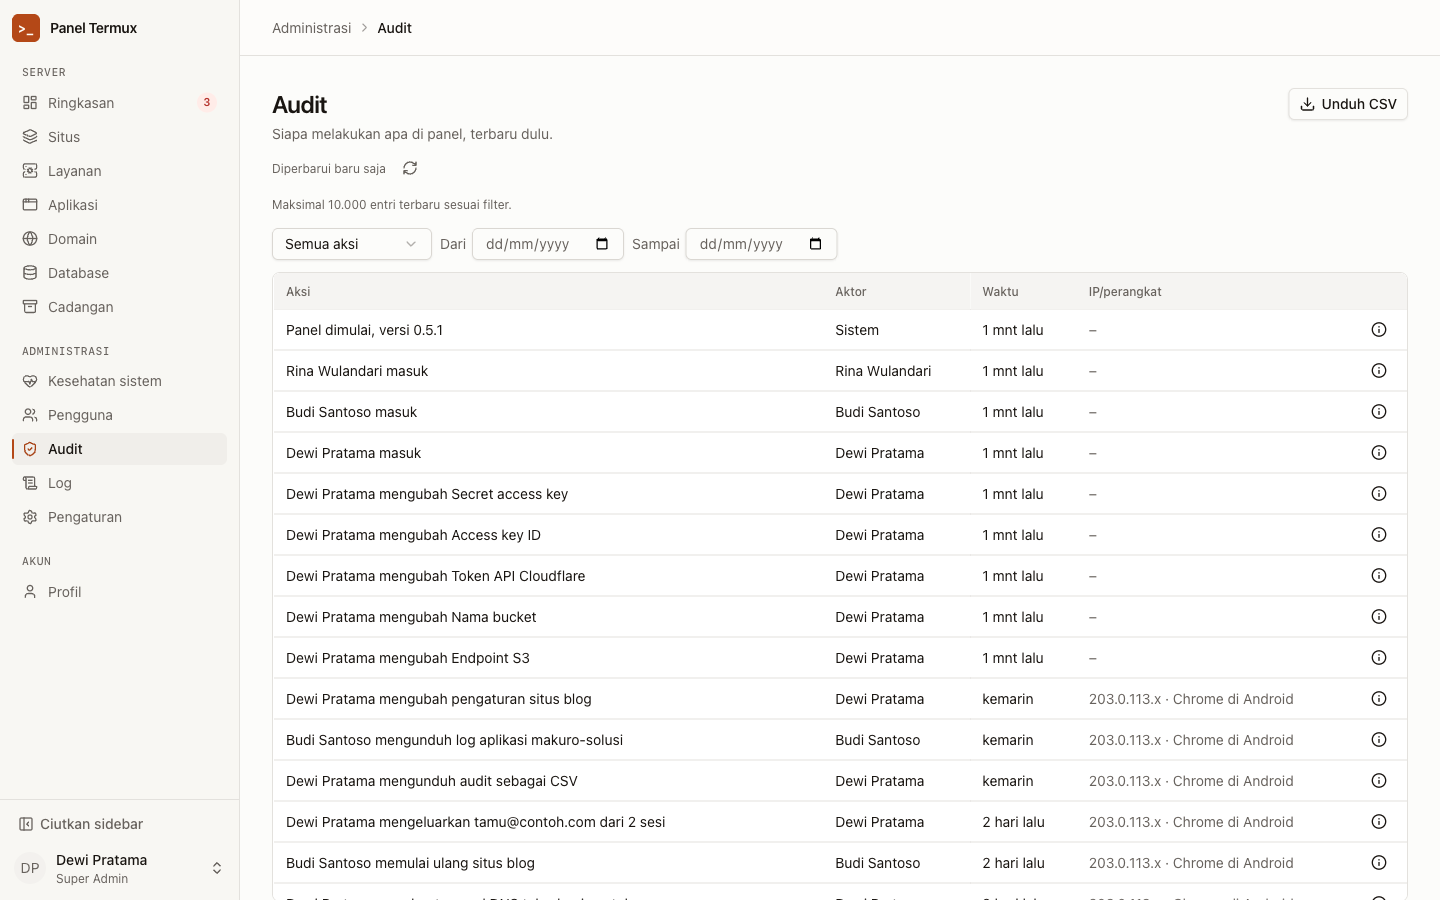 >_ Panel Termux
SERVER
Ringkasan 3
Situs
Layanan
Aplikasi
Domain
Database
Cadangan
ADMINISTRASI
Kesehatan sistem
Pengguna
Audit
Log
Pengaturan
AKUN
Profil
Ciutkan sidebar
DP Dewi Pratama
Super Admin
Administrasi > Audit
Audit
Unduh CSV
Siapa melakukan apa di panel, terbaru dulu.
Diperbarui baru saja
Maksimal 10.000 entri terbaru sesuai filter.
Semua aksi Dari dd/mm/yyyy Sampai dd/mm/yyyy
Aksi Aktor Waktu IP/perangkat
Panel dimulai, versi 0.5.1 Sistem 1 mnt lalu –
Rina Wulandari masuk Rina Wulandari 1 mnt lalu –
Budi Santoso masuk Budi Santoso 1 mnt lalu –
Dewi Pratama masuk Dewi Pratama 1 mnt lalu –
Dewi Pratama mengubah Secret access key Dewi Pratama 1 mnt lalu –
Dewi Pratama mengubah Access key ID Dewi Pratama 1 mnt lalu –
Dewi Pratama mengubah Token API Cloudflare Dewi Pratama 1 mnt lalu –
Dewi Pratama mengubah Nama bucket Dewi Pratama 1 mnt lalu –
Dewi Pratama mengubah Endpoint S3 Dewi Pratama 1 mnt lalu –
Dewi Pratama mengubah pengaturan situs blog Dewi Pratama kemarin 203.0.113.x · Chrome di Android
Budi Santoso mengunduh log aplikasi makuro-solusi Budi Santoso kemarin 203.0.113.x · Chrome di Android
Dewi Pratama mengunduh audit sebagai CSV Dewi Pratama kemarin 203.0.113.x · Chrome di Android
Dewi Pratama mengeluarkan tamu@contoh.com dari 2 sesi Dewi Pratama 2 hari lalu 203.0.113.x · Chrome di Android
Budi Santoso memulai ulang situs blog Budi Santoso 2 hari lalu 203.0.113.x · Chrome di Android